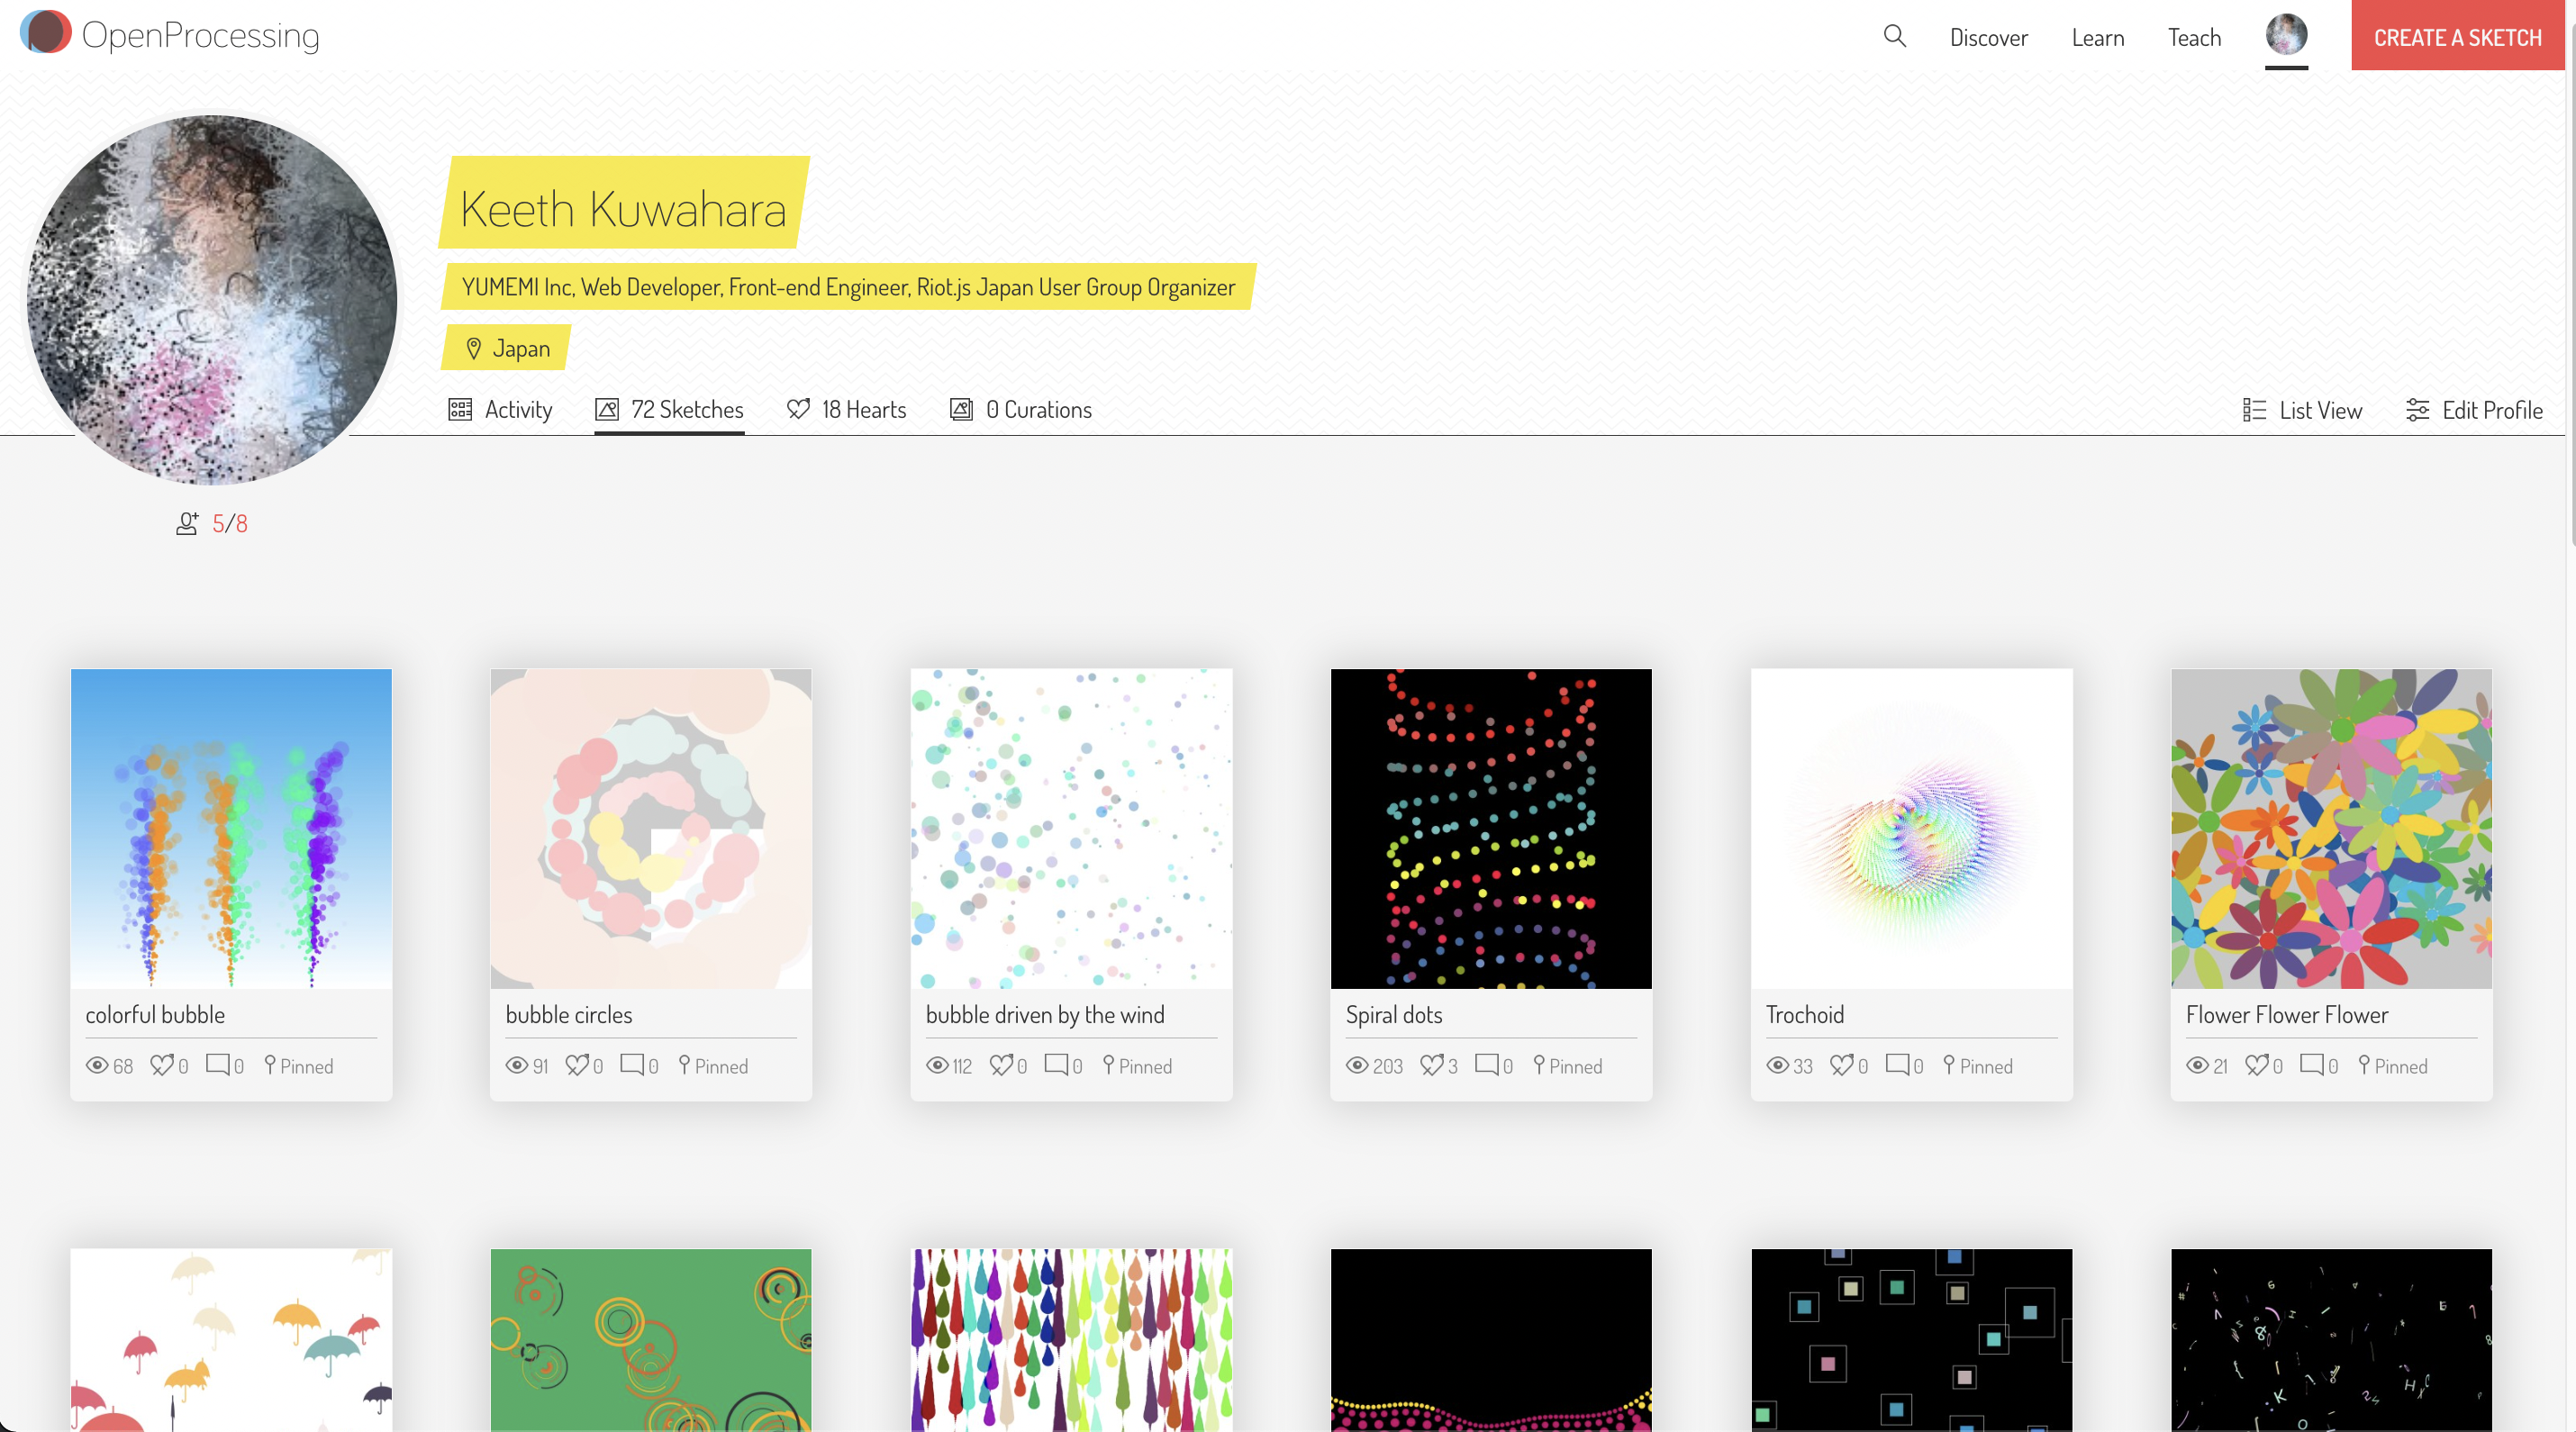 OpenProcessing
Discover
Learn
Teach
CREATE A SKETCH
Keeth Kuwahara
YUMEMI Inc, Web Developer, Front-end Engineer, Riot.js Japan User Group Organizer
Japan
Activity
72 Sketches
18 Hearts
0 Curations
List View
Edit Profile
5/8
colorful bubble
68 0 0 Pinned
bubble circles
91 0 0 Pinned
bubble driven by the wind
112 0 0 Pinned
Spiral dots
203 3 0 Pinned
Trochoid
33 0 0 Pinned
Flower Flower Flower
21 0 0 Pinned